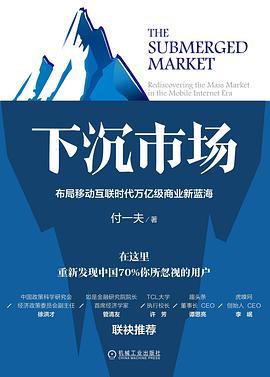 THE
SUBMERGED
MARKET
Rediscovering the Mass Market
in the Mobile Internet Era
下沉市场
布局移动互联时代万亿级商业新蓝海
付一夫 / 著
在这里
重新发现中国70%你所忽视的用户
中国政策科学研究会
经济政策委员会副主任
徐洪才
如是金融研究院院长
首席经济学家
管清友
TCL大学
执行校长
许 芳
趣头条
董事长 CEO
谭思亮
虎嗅网
创始人 CEO
李 岷
联袂推荐
机械工业出版社
CHINA MACHINE PRESS